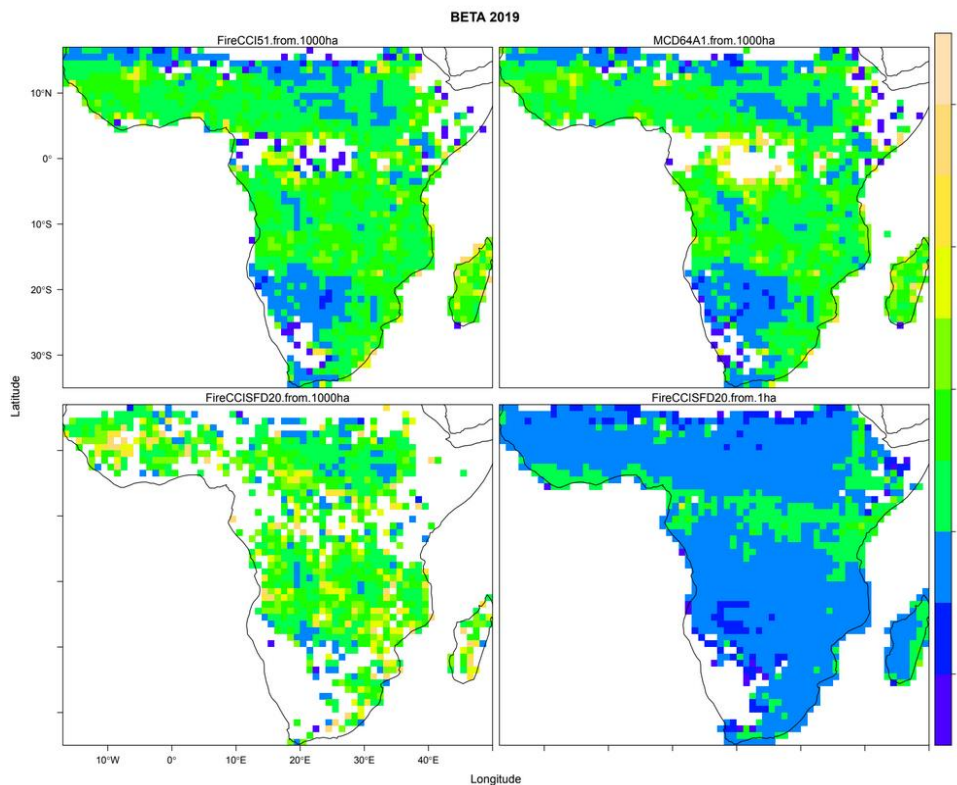 BETA 2019
FireCCI51.from.1000ha
MCD64A1.from.1000ha
10°N
0°
10°S
20°S
30°S
Latitude
FireCCISFD20.from.1000ha
FireCCISFD20.from.1ha
10°W 0° 10°E 20°E 30°E 40°E
Longitude